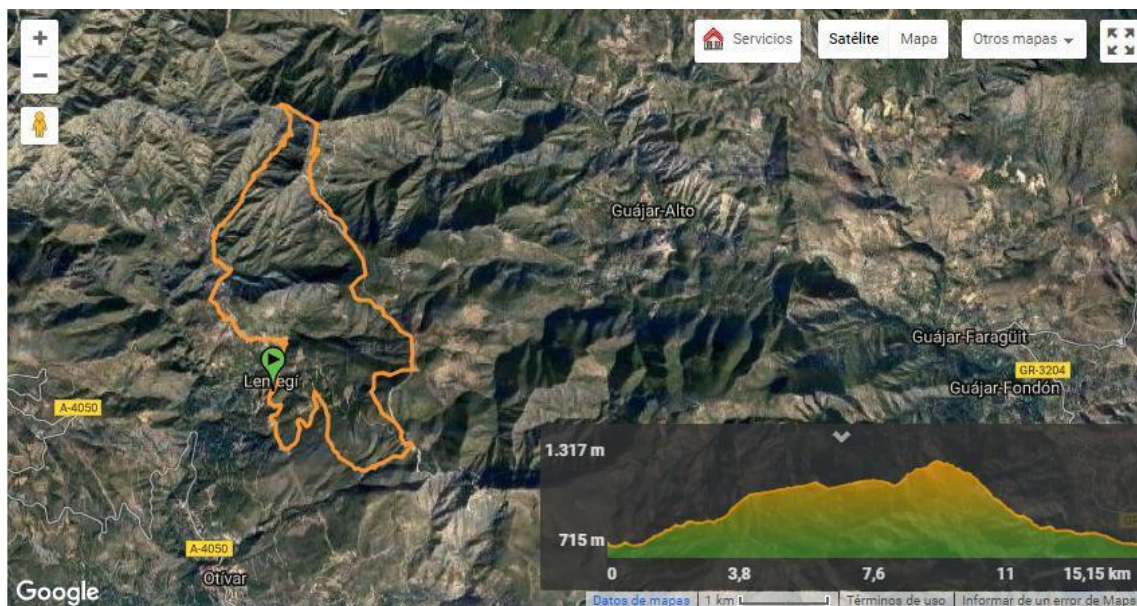 +
−
Servicios
Satélite
Mapa
Otros mapas
Guájar-Alto
Guájar-Faragüit
GR-3204
Guájar-Fondón
A-4050
A-4050
Otívar
1.317 m
715 m
0
3,8
7,6
11
15,15 km
Google
Datos de mapas
1 km
Términos de uso
Informar de un error de Maps